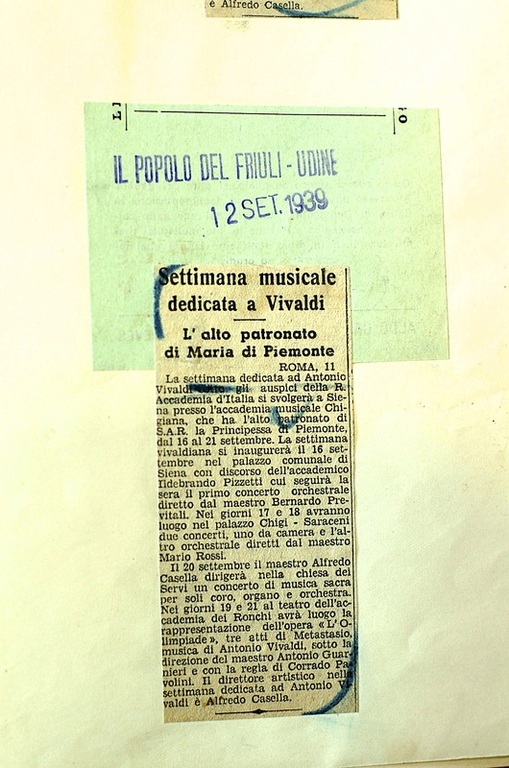 e Alfredo Casella.
IL POPOLO DEL FRIULI - UDINE
12 SET. 1939
Settimana musicale
dedicata a Vivaldi
L'alto patronato
di Maria di Piemonte
ROMA, 11
La settimana dedicata ad Antonio
Vivaldi sotto gli auspici della R.
Accademia d'Italia si svolgerà a Sie-
na presso l'accademia musicale Chi-
giana, che ha l'alto patronato di
S.A.R. la Principessa di Piemonte,
dal 16 al 21 settembre. La settimana
vivaldiana si inaugurerà il 16 set-
tembre nel palazzo comunale di
Siena con discorso dell'accademico
Ildebrando Pizzetti cui seguirà la
sera il primo concerto orchestrale
diretto dal maestro Bernardo Pre-
vitali. Nei giorni 17 e 18 avranno
luogo nel palazzo Chigi - Saraceni
due concerti, uno da camera e l'al-
tro orchestrale diretti dal maestro
Mario Rossi.
Il 20 settembre il maestro Alfredo
Casella dirigerà nella chiesa dei
Servi un concerto di musica sacra
per soli coro, organo e orchestra.
Nei giorni 19 e 21 al teatro dell'ac-
cademia dei Ronchi avrà luogo la
rappresentazione dell'opera «L'O-
limpiade», tre atti di Metastasio,
musica di Antonio Vivaldi, sotto la
direzione del maestro Antonio Guar-
nieri e con la regia di Corrado Pa-
volini. Il direttore artistico nella
settimana dedicata ad Antonio Vi-
valdi è Alfredo Casella.